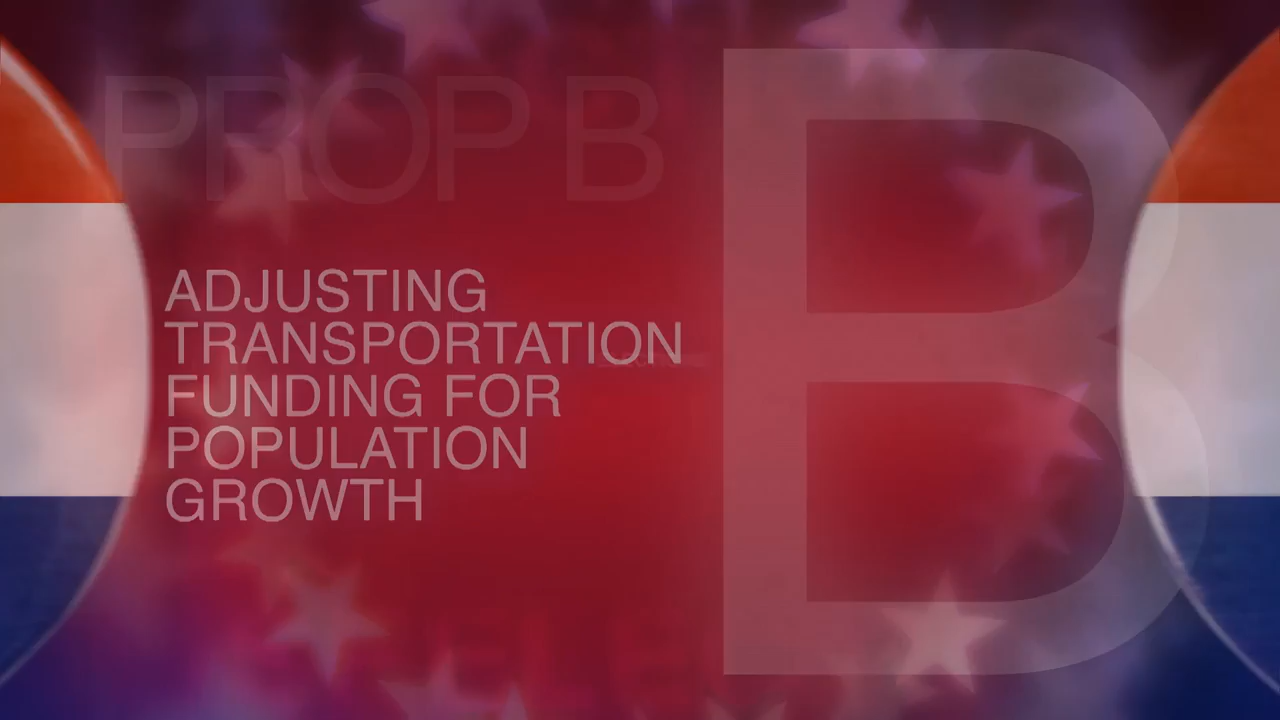 PROP B
B
ADJUSTING
TRANSPORTATION
FUNDING FOR
POPULATION
GROWTH